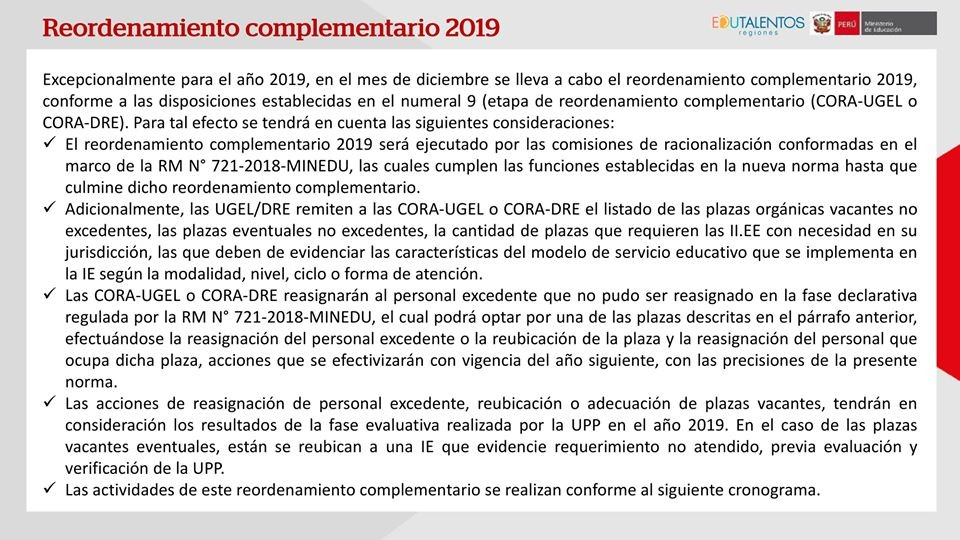 Reordenamiento complementario 2019
EDUTALENTOS
regiones
PERÚ
Ministerio
de Educación
Excepcionalmente para el año 2019, en el mes de diciembre se lleva a cabo el reordenamiento complementario 2019,
conforme a las disposiciones establecidas en el numeral 9 (etapa de reordenamiento complementario (CORA-UGEL o
CORA-DRE). Para tal efecto se tendrá en cuenta las siguientes consideraciones:
✓ El reordenamiento complementario 2019 será ejecutado por las comisiones de racionalización conformadas en el
marco de la RM N° 721-2018-MINEDU, las cuales cumplen las funciones establecidas en la nueva norma hasta que
culmine dicho reordenamiento complementario.
✓ Adicionalmente, las UGEL/DRE remiten a las CORA-UGEL o CORA-DRE el listado de las plazas orgánicas vacantes no
excedentes, las plazas eventuales no excedentes, la cantidad de plazas que requieren las II.EE con necesidad en su
jurisdicción, las que deben de evidenciar las características del modelo de servicio educativo que se implementa en
la IE según la modalidad, nivel, ciclo o forma de atención.
✓ Las CORA-UGEL o CORA-DRE reasignarán al personal excedente que no pudo ser reasignado en la fase declarativa
regulada por la RM N° 721-2018-MINEDU, el cual podrá optar por una de las plazas descritas en el párrafo anterior,
efectuándose la reasignación del personal excedente o la reubicación de la plaza y la reasignación del personal que
ocupa dicha plaza, acciones que se efectivizarán con vigencia del año siguiente, con las precisiones de la presente
norma.
✓ Las acciones de reasignación de personal excedente, reubicación o adecuación de plazas vacantes, tendrán en
consideración los resultados de la fase evaluativa realizada por la UPP en el año 2019. En el caso de las plazas
vacantes eventuales, están se reubican a una IE que evidencie requerimiento no atendido, previa evaluación y
verificación de la UPP.
✓ Las actividades de este reordenamiento complementario se realizan conforme al siguiente cronograma.